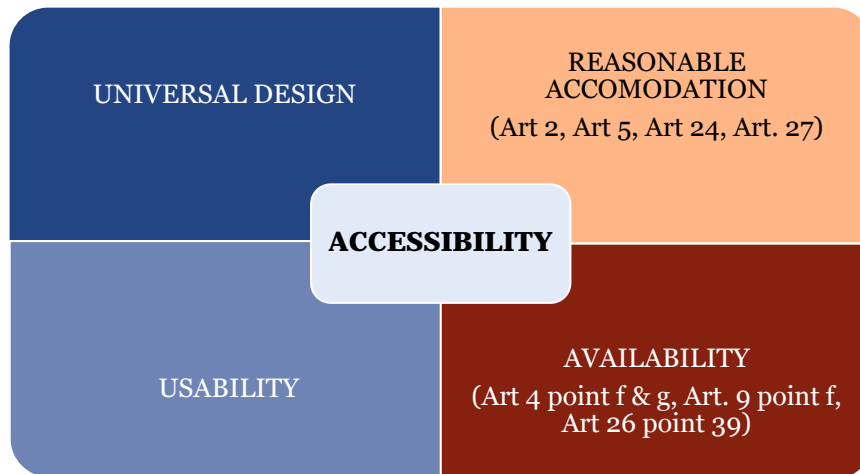 UNIVERSAL DESIGN
REASONABLE
ACCOMODATION
(Art 2, Art 5, Art 24, Art. 27)
ACCESSIBILITY
USABILITY
AVAILABILITY
(Art 4 point f & g, Art. 9 point f,
Art 26 point 39)